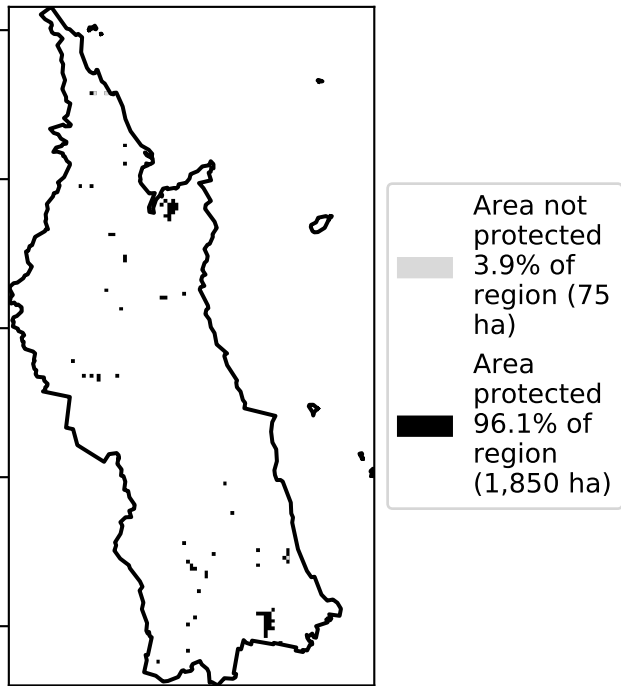 Area not
protected
3.9% of
region (75
ha)
Area
protected
96.1% of
region
(1,850 ha)